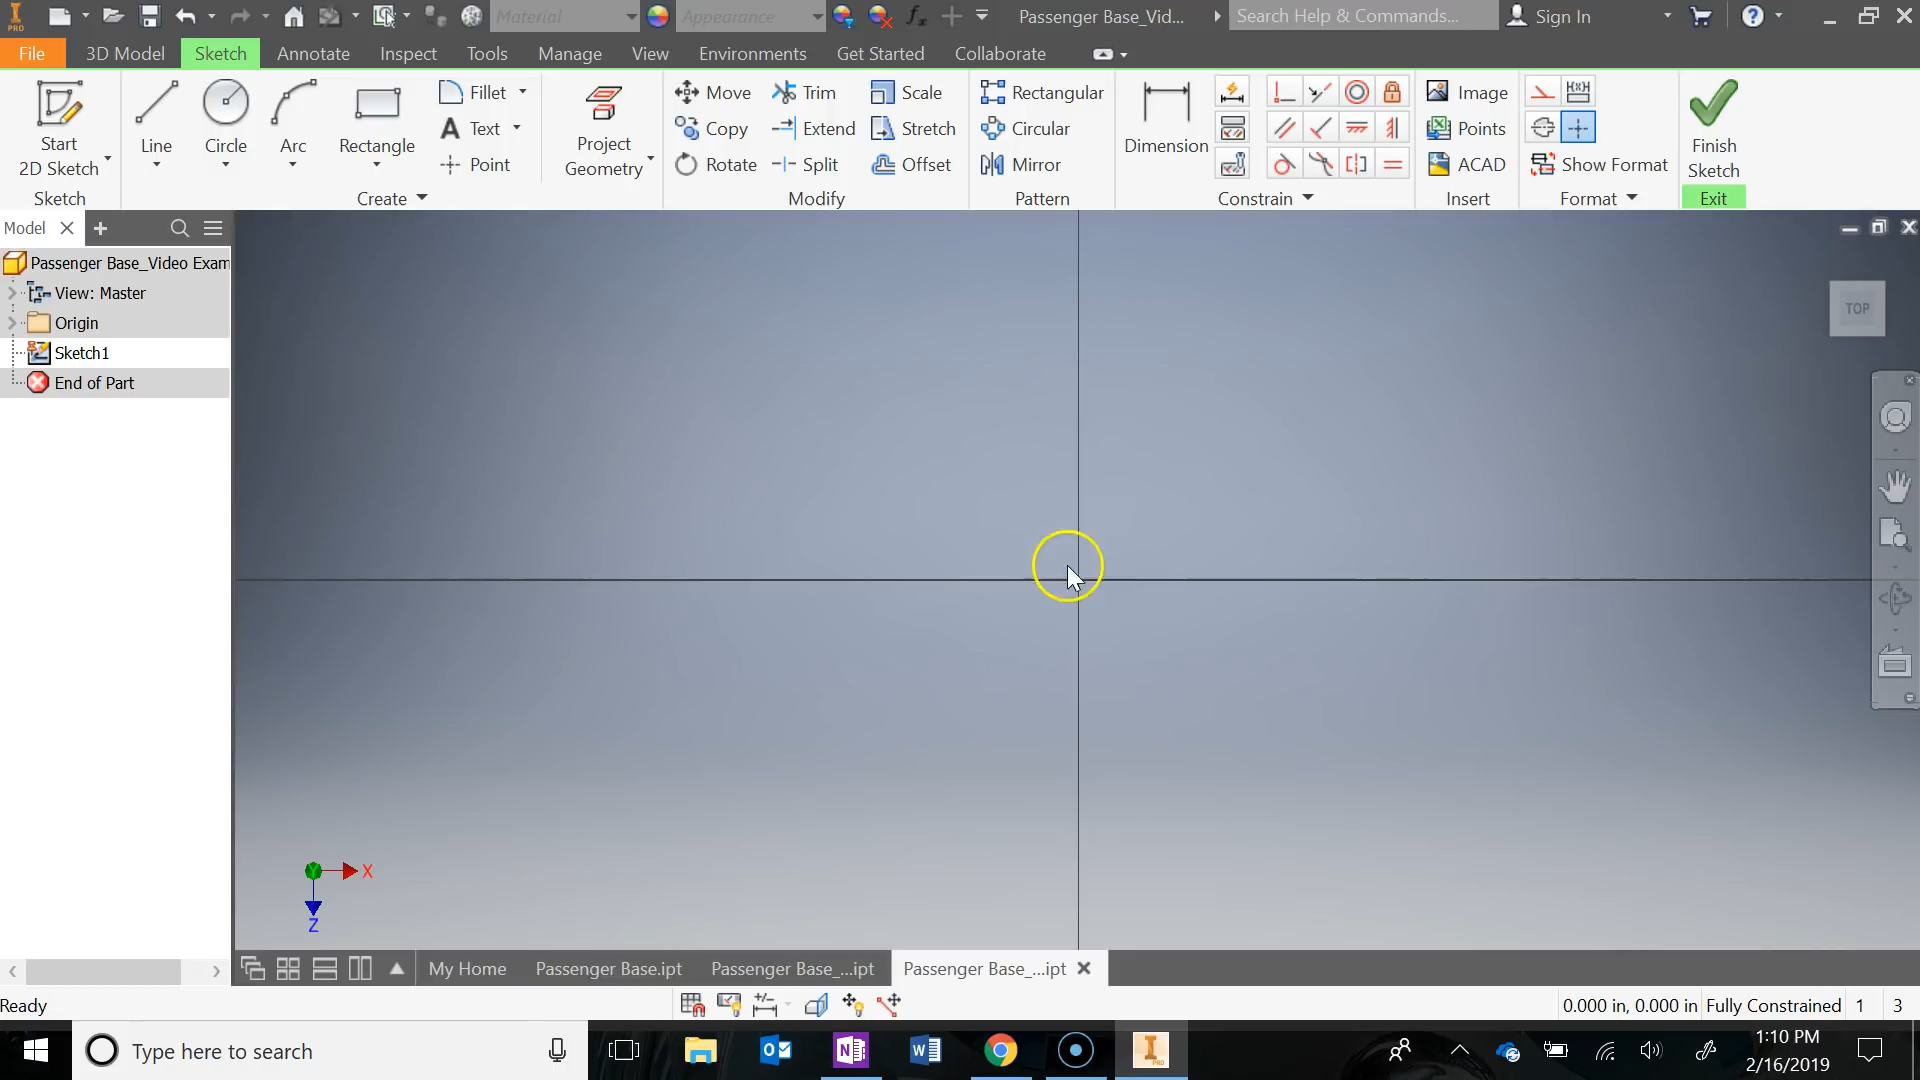 PRO Material Appearance Passenger Base_Vid... Search Help & Commands... Sign In
File 3D Model Sketch Annotate Inspect Tools Manage View Environments Get Started Collaborate
Start 2D Sketch Line Circle Arc Rectangle Fillet Text Point Project Geometry
Move Trim Scale Copy Extend Stretch Rotate Split Offset
Rectangular Circular Mirror
Dimension
Image Points ACAD
Show Format
Finish Sketch
Sketch Create Modify Pattern Constrain Insert Format Exit
Model
Passenger Base_Video Exam
View: Master
Origin
Sketch1
End of Part
TOP
X
Z
My Home Passenger Base.ipt Passenger Base_...ipt Passenger Base_...ipt
Ready 0.000 in, 0.000 in Fully Constrained 1 3
Type here to search 1:10 PM
2/16/2019